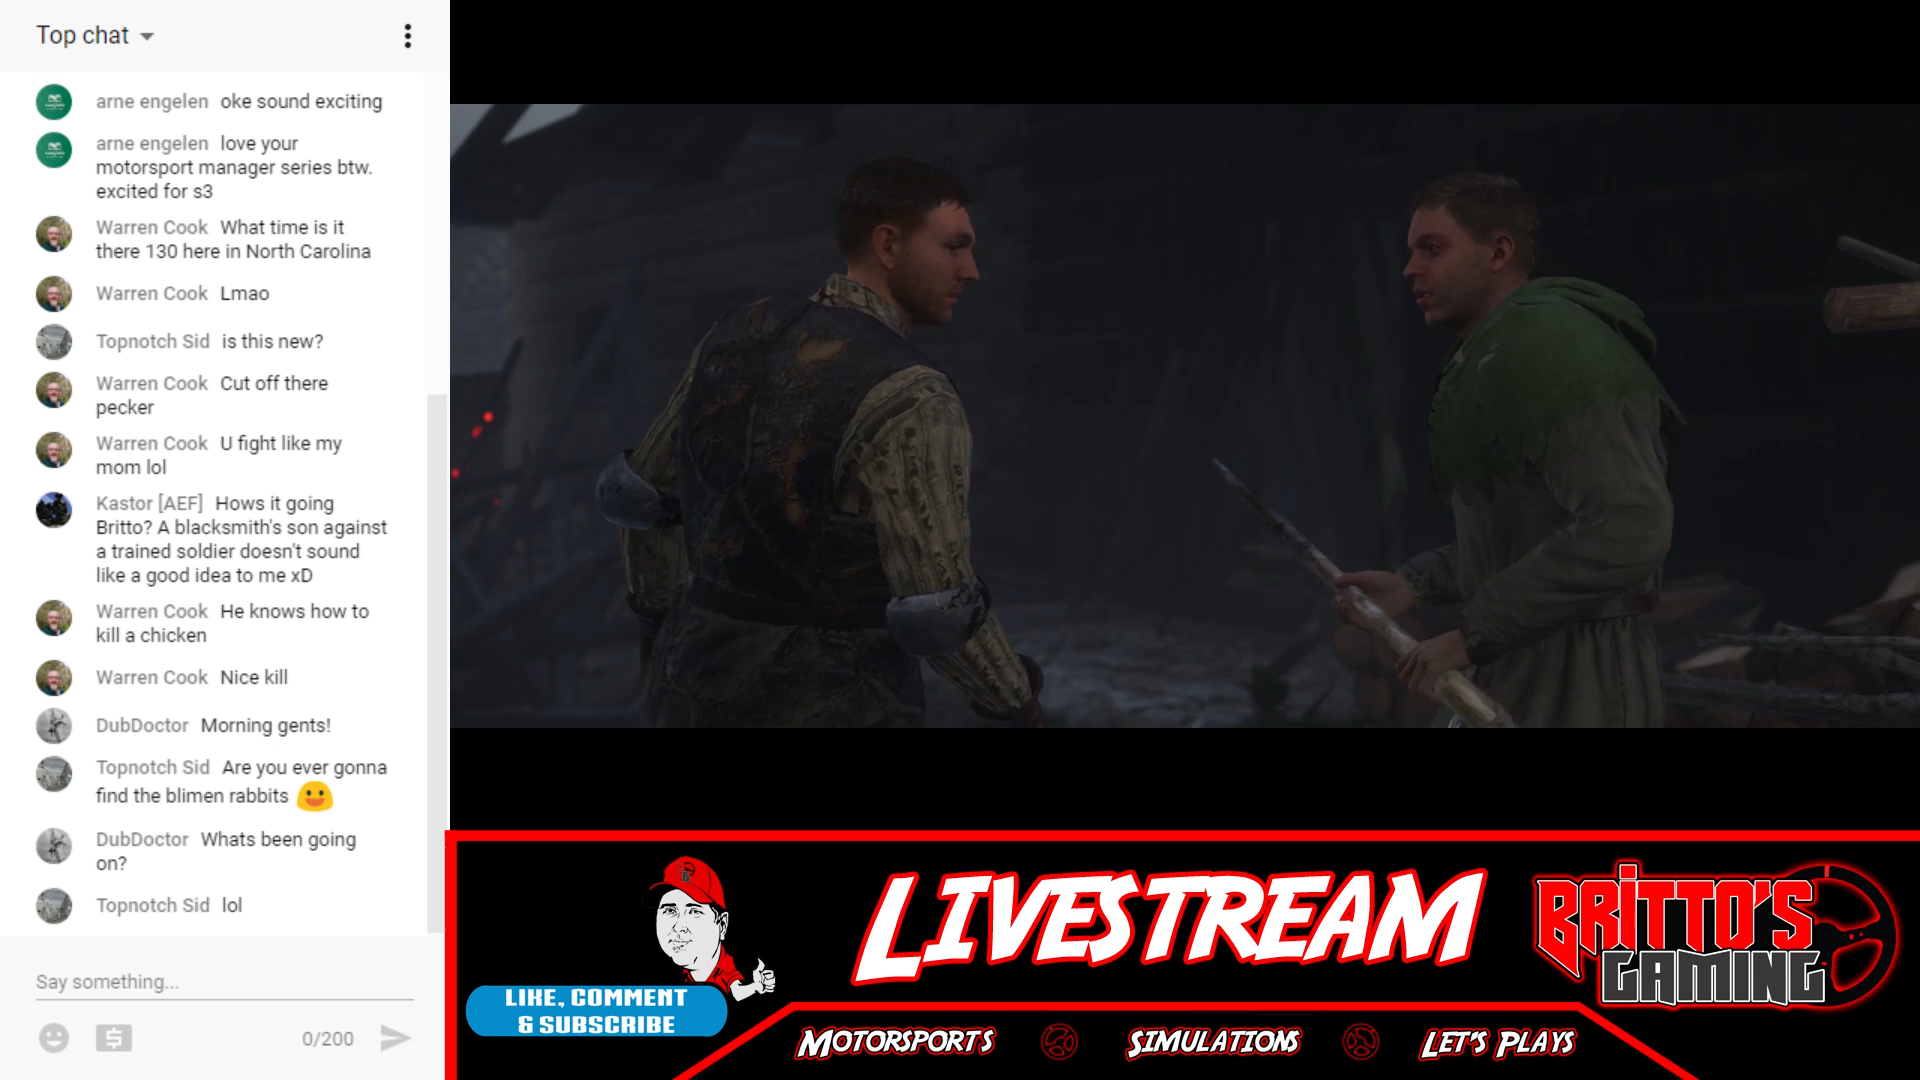 Top chat
arne engelen oke sound exciting
arne engelen love your
motorsport manager series btw.
excited for s3
Warren Cook What time is it
there 130 here in North Carolina
Warren Cook Lmao
Topnotch Sid is this new?
Warren Cook Cut off there
pecker
Warren Cook U fight like my
mom lol
Kastor [AEF] Hows it going
Britto? A blacksmith's son against
a trained soldier doesn't sound
like a good idea to me xD
Warren Cook He knows how to
kill a chicken
Warren Cook Nice kill
DubDoctor Morning gents!
Topnotch Sid Are you ever gonna
find the blimen rabbits
DubDoctor Whats been going
on?
Topnotch Sid lol
Say something...
0/200
LIKE, COMMENT
& SUBSCRIBE
LIVESTREAM
BRITTO'S
GAMING
MOTORSPORTS
SIMULATIONS
LET'S PLAYS